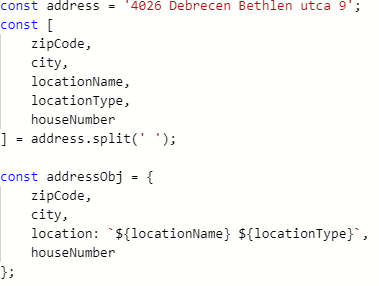 const address = '4026 Debrecen Bethlen utca 9';
const [
    zipCode,
    city,
    locationName,
    locationType,
    houseNumber
] = address.split(' ');

const addressObj = {
    zipCode,
    city,
    location: `${locationName} ${locationType}`,
    houseNumber
};